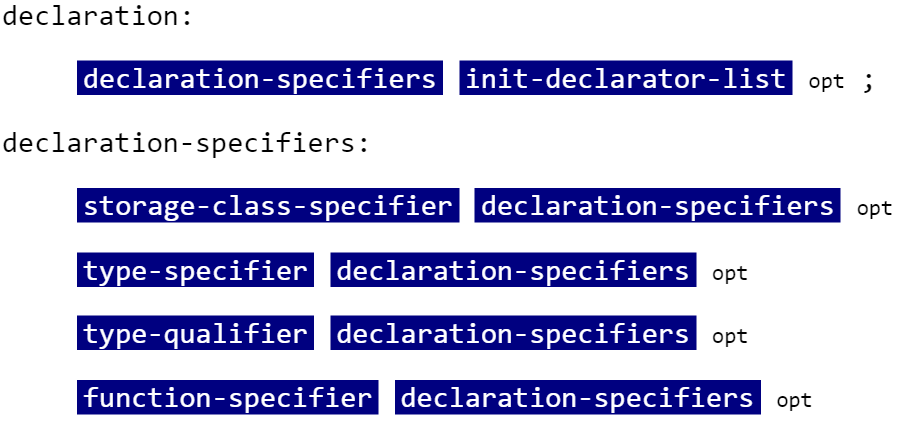 declaration:
declaration-specifiers init-declarator-list opt ;
declaration-specifiers:
storage-class-specifier declaration-specifiers opt
type-specifier declaration-specifiers opt
type-qualifier declaration-specifiers opt
function-specifier declaration-specifiers opt